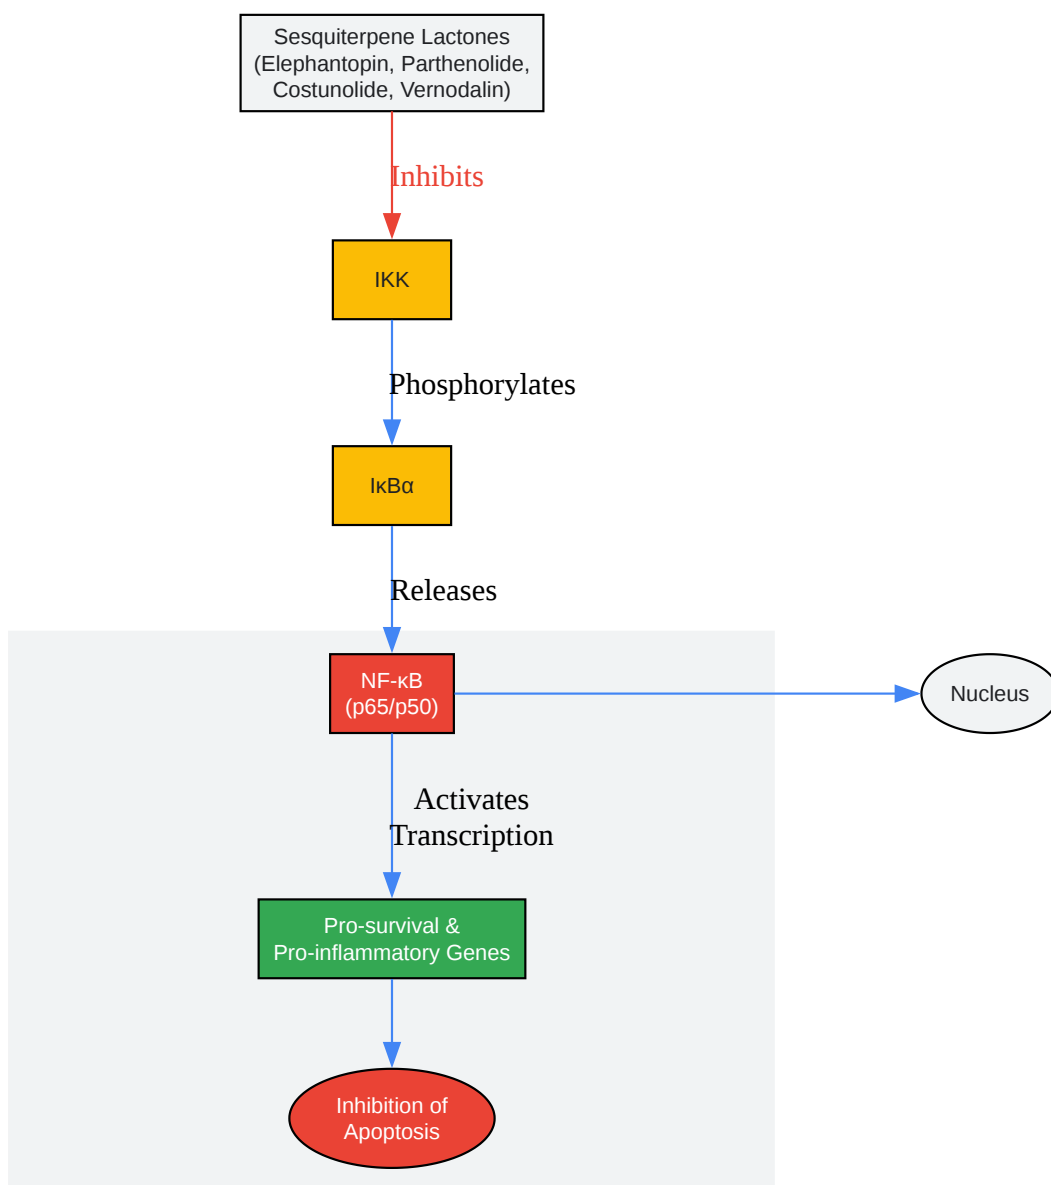 Sesquiterpene Lactones
(Elephantopin, Parthenolide,
Costunolide, Vernodalin)
Inhibits
IKK
Phosphorylates
IκBα
Releases
NF-κB
(p65/p50)
Nucleus
Activates
Transcription
Pro-survival &
Pro-inflammatory Genes
Inhibition of
Apoptosis